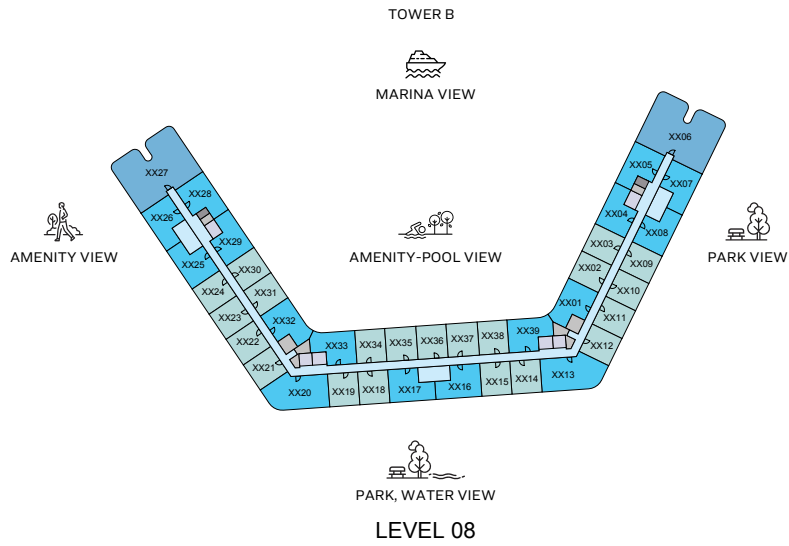 TOWER B
MARINA VIEW
XX06
XX27
XX05
XX07
XX28
XX26
XX04
XX08
XX29
XX03
AMENITY VIEW
AMENITY-POOL VIEW
PARK VIEW
XX25
XX30
XX02
XX09
XX24
XX31
XX10
XX23
XX32
XX01
XX11
XX22
XX33
XX34
XX35
XX36
XX37
XX38
XX39
XX12
XX21
XX20
XX19
XX18
XX17
XX16
XX15
XX14
XX13
PARK, WATER VIEW
LEVEL 08